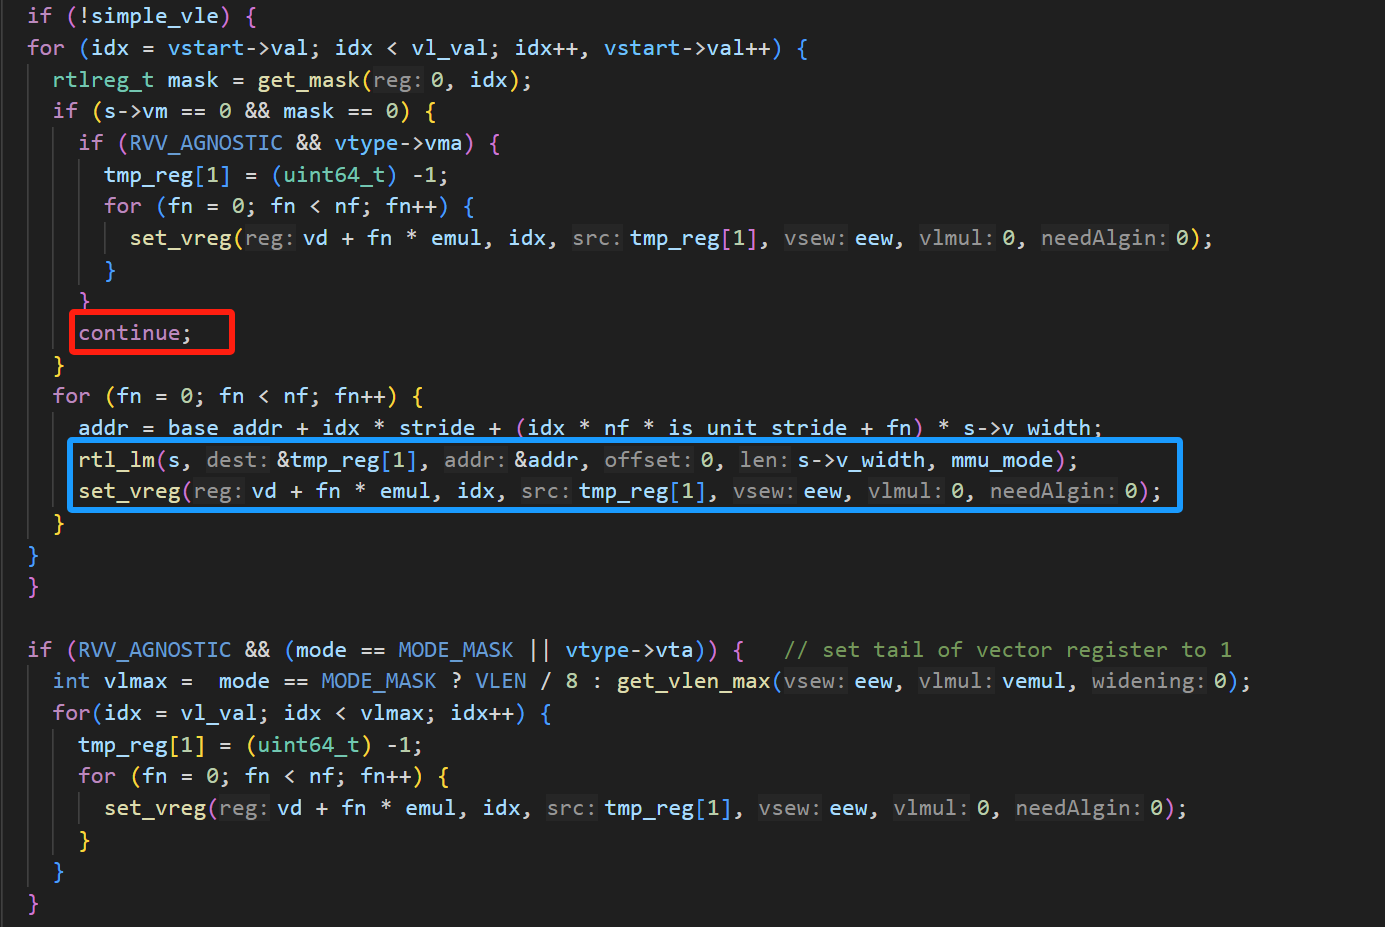 if (!simple_vle) {
for (idx = vstart->val; idx < vl_val; idx++, vstart->val++) {
rtlreg_t mask = get_mask(reg: 0, idx);
if (s->vm == 0 && mask == 0) {
if (RVV_AGNOSTIC && vtype->vma) {
tmp_reg[1] = (uint64_t) -1;
for (fn = 0; fn < nf; fn++) {
set_vreg(reg: vd + fn * emul, idx, src: tmp_reg[1], vsew: eew, vlmul: 0, needAlgin: 0);
}
}
continue;
}
for (fn = 0; fn < nf; fn++) {
addr = base_addr + idx * stride + (idx * nf * is_unit_stride + fn) * s->v_width;
rtl_lm(s, dest: &tmp_reg[1], addr: &addr, offset: 0, len: s->v_width, mmu_mode);
set_vreg(reg: vd + fn * emul, idx, src: tmp_reg[1], vsew: eew, vlmul: 0, needAlgin: 0);
}
}
}
if (RVV_AGNOSTIC && (mode == MODE_MASK || vtype->vta)) {   // set tail of vector register to 1
int vlmax =  mode == MODE_MASK ? VLEN / 8 : get_vlen_max(vsew: eew, vlmul: vemul, widening: 0);
for(idx = vl_val; idx < vlmax; idx++) {
tmp_reg[1] = (uint64_t) -1;
for (fn = 0; fn < nf; fn++) {
set_vreg(reg: vd + fn * emul, idx, src: tmp_reg[1], vsew: eew, vlmul: 0, needAlgin: 0);
}
}
}